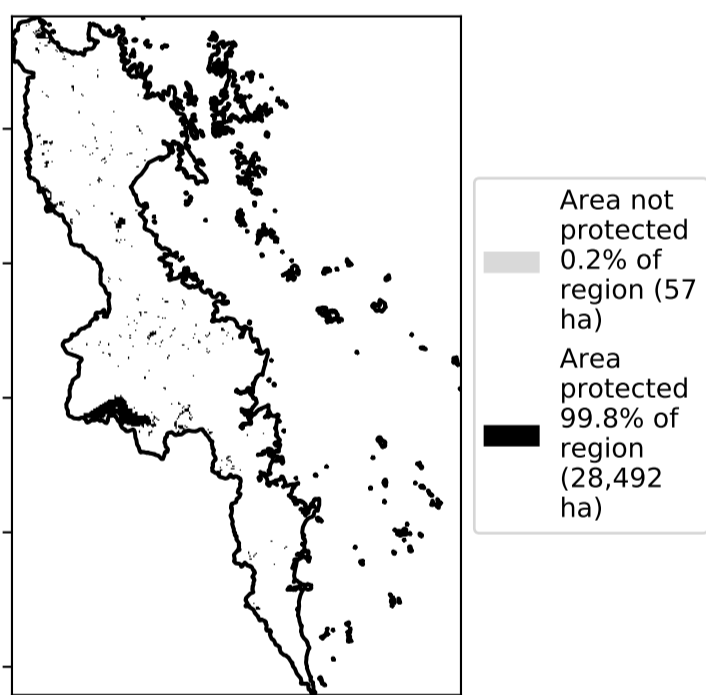 Area not
protected
0.2% of
region (57
ha)
Area
protected
99.8% of
region
(28,492
ha)